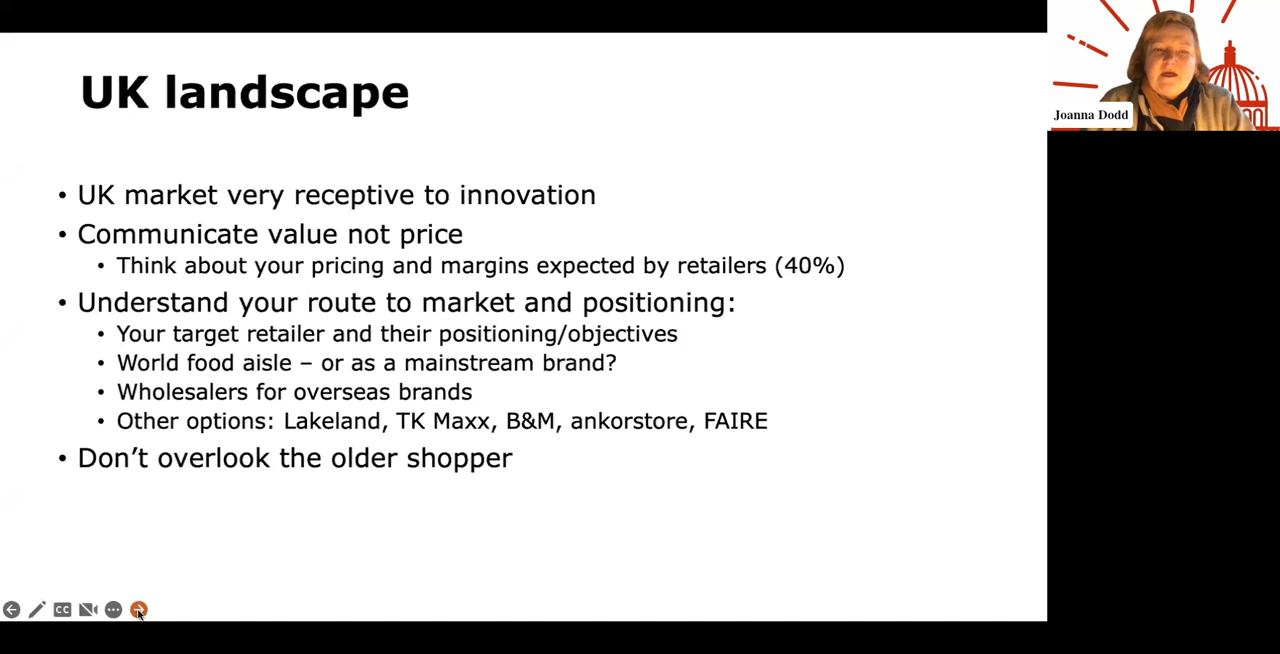 UK landscape
Joanna Dodd
• UK market very receptive to innovation
• Communicate value not price
• Think about your pricing and margins expected by retailers (40%)
• Understand your route to market and positioning:
• Your target retailer and their positioning/objectives
• World food aisle – or as a mainstream brand?
• Wholesalers for overseas brands
• Other options: Lakeland, TK Maxx, B&M, ankorstore, FAIRE
• Don’t overlook the older shopper
CC